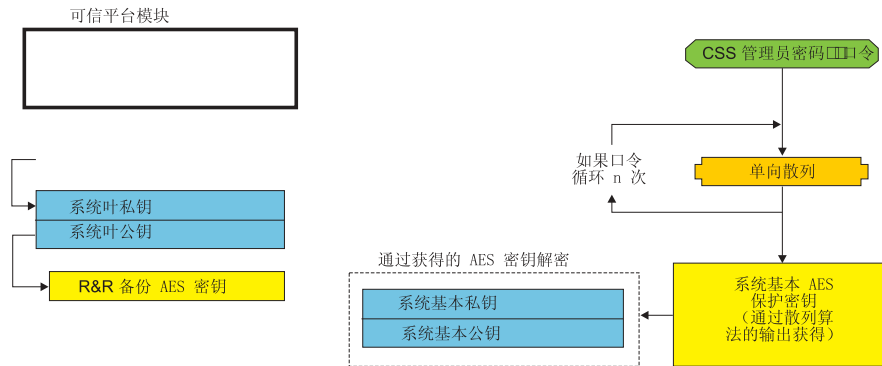 可信平台模块
CSS 管理员密码口令
如果口令
循环 n 次
单向散列
系统叶私钥
系统叶公钥
R&R 备份 AES 密钥
通过获得的 AES 密钥解密
系统基本私钥
系统基本公钥
系统基本 AES
保护密钥
（通过散列算
法的输出获得）